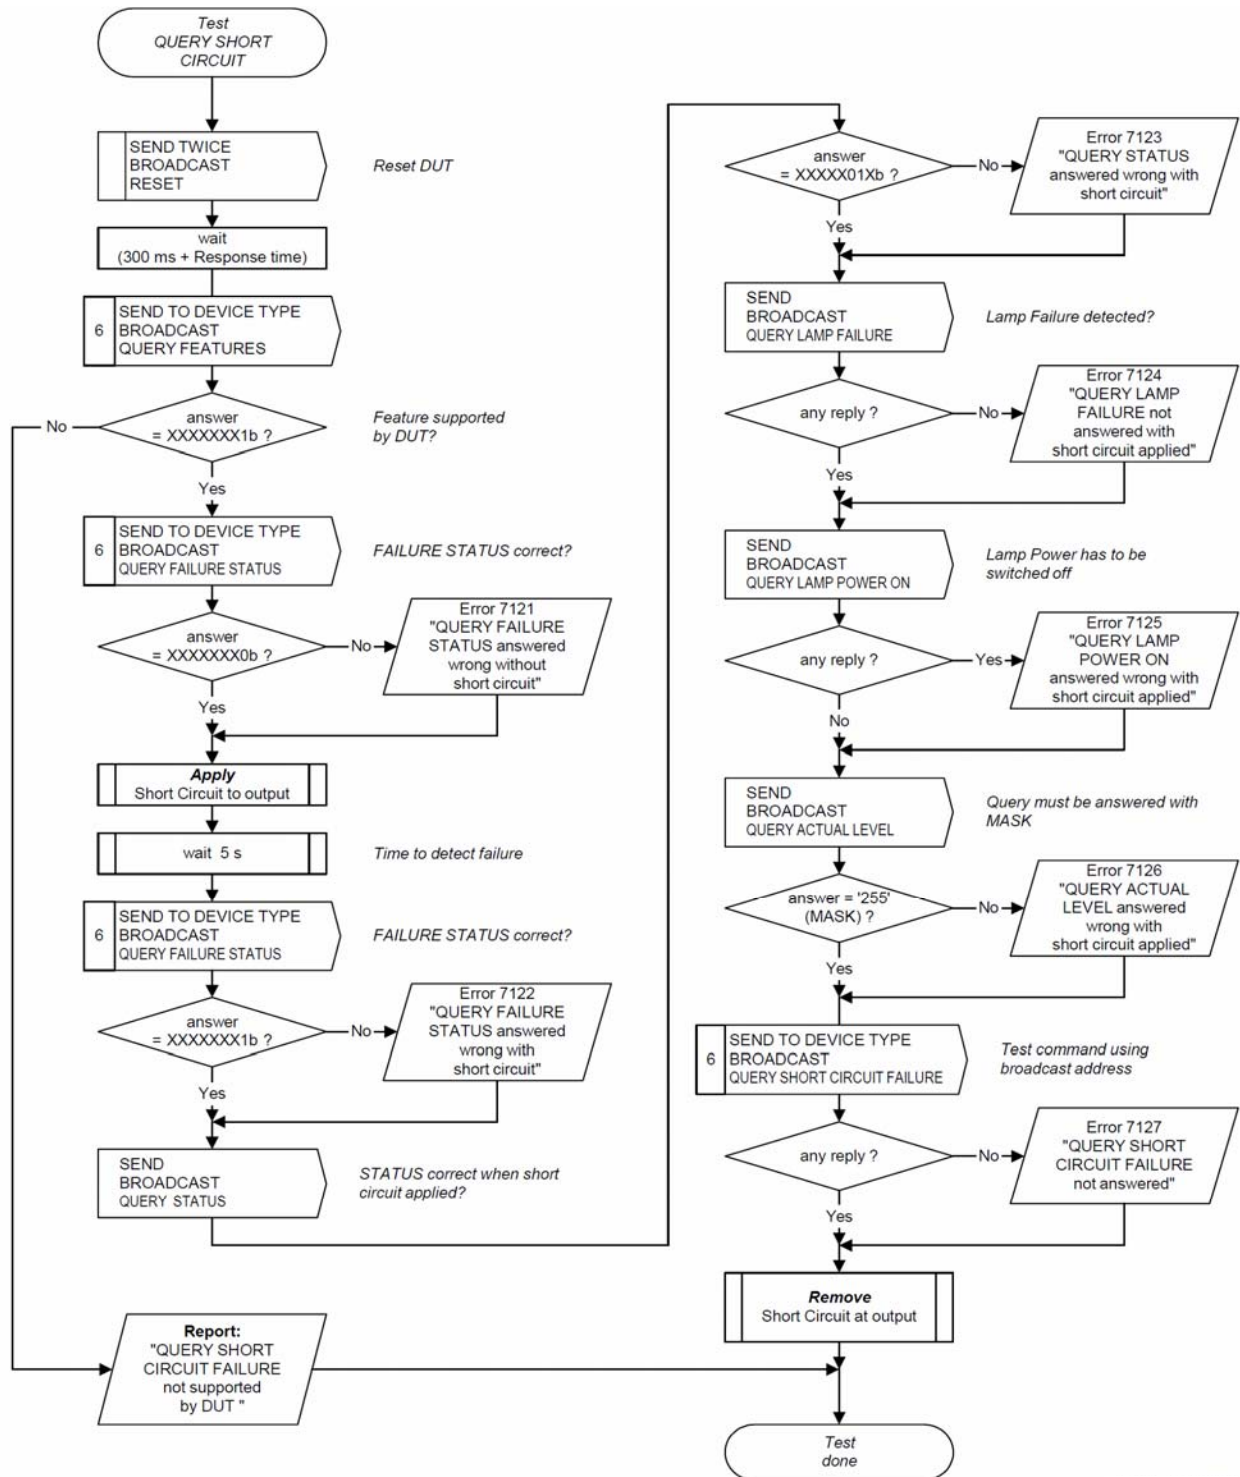 Test
QUERY SHORT
CIRCUIT
SEND TWICE
BROADCAST
RESET
Reset DUT
wait
(300 ms + Response time)
6
SEND TO DEVICE TYPE
BROADCAST
QUERY FEATURES
answer
= XXXXXXX1b ?
Feature supported
by DUT?
No
Yes
6
SEND TO DEVICE TYPE
BROADCAST
QUERY FAILURE STATUS
FAILURE STATUS correct?
answer
= XXXXXXX0b ?
No
Error 7121
"QUERY FAILURE
STATUS answered
wrong without
short circuit"
Yes
Apply
Short Circuit to output
wait 5 s
Time to detect failure
6
SEND TO DEVICE TYPE
BROADCAST
QUERY FAILURE STATUS
FAILURE STATUS correct?
answer
= XXXXXXX1b ?
No
Error 7122
"QUERY FAILURE
STATUS answered
wrong with
short circuit"
Yes
SEND
BROADCAST
QUERY STATUS
STATUS correct when short
circuit applied?
Report:
"QUERY SHORT
CIRCUIT FAILURE
not supported
by DUT "
answer
= XXXXX01Xb ?
No
Error 7123
"QUERY STATUS
answered wrong with
short circuit"
Yes
SEND
BROADCAST
QUERY LAMP FAILURE
Lamp Failure detected?
any reply ?
No
Error 7124
"QUERY LAMP
FAILURE not
answered with
short circuit applied"
Yes
SEND
BROADCAST
QUERY LAMP POWER ON
Lamp Power has to be
switched off
any reply ?
Yes
Error 7125
"QUERY LAMP
POWER ON
answered wrong with
short circuit applied"
No
SEND
BROADCAST
QUERY ACTUAL LEVEL
Query must be answered with
MASK
answer = '255'
(MASK) ?
No
Error 7126
"QUERY ACTUAL
LEVEL answered
wrong with
short circuit applied"
Yes
6
SEND TO DEVICE TYPE
BROADCAST
QUERY SHORT CIRCUIT FAILURE
Test command using
broadcast address
any reply ?
No
Error 7127
"QUERY SHORT
CIRCUIT FAILURE
not answered"
Yes
Remove
Short Circuit at output
Test
done